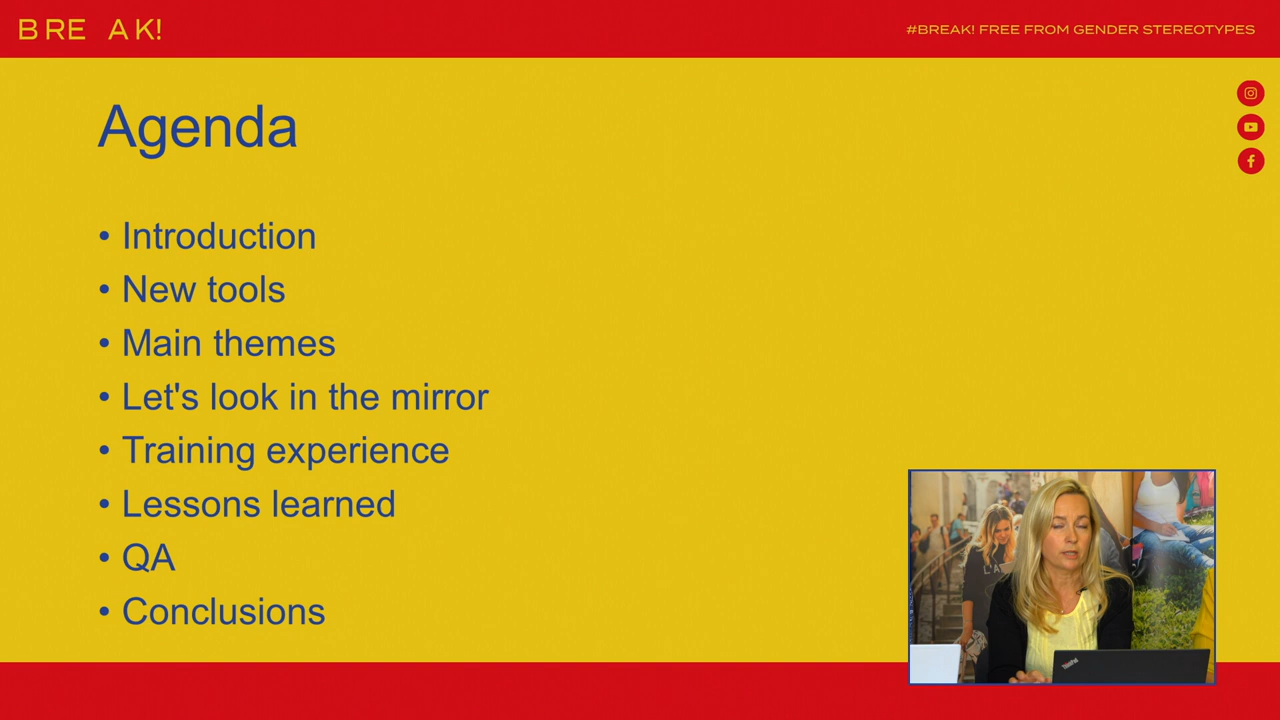 BRE AK!
#BREAK! FREE FROM GENDER STEREOTYPES
Agenda
• Introduction
• New tools
• Main themes
• Let's look in the mirror
• Training experience
• Lessons learned
• QA
• Conclusions
ThinkPad